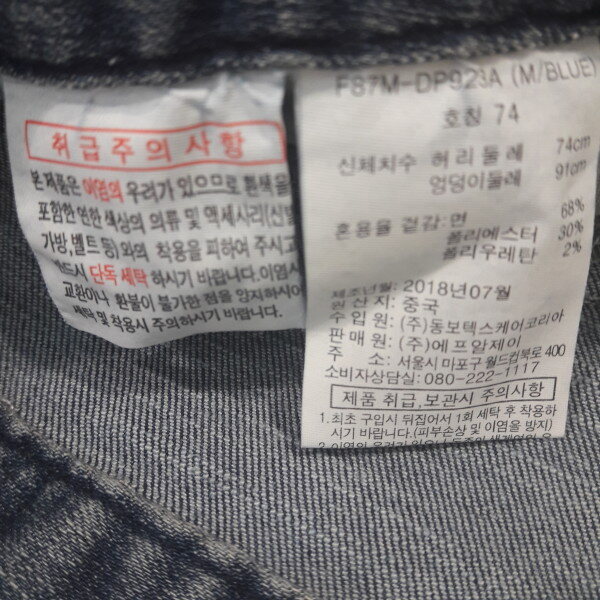 취급주의사항
본 제품은 이염의 우려가 있으므로 흰색을
포함한 연한 색상의 의류 및 액세사리(신발
가방,벨트 등)와의 착용을 피하여 주시고
단독 세탁 하시기 바랍니다.이염시
교환이나 환불이 불가한 점을 양지하시어
세탁 및 착용시 주의하시기 바랍니다.
F87M-DP923A (M/BLUE)
호칭 74
신체치수 허리둘레 74cm
엉덩이둘레 91cm
혼용율 겉감:면 68%
폴리에스터 30%
폴리우레탄 2%
제조년월: 2018년07월
원 산 지: 중국
수 입 원: (주)동보텍스케어코리아
판 매 원: (주)에프알제이
주 소: 서울시 마포구 월드컵북로 400
소비자상담실: 080-222-1117
제품 취급,보관시 주의사항
1.최초 구입시 뒤집어서 1회 세탁 후 착용하
시기 바랍니다.(피부손상 및 이염을 방지)